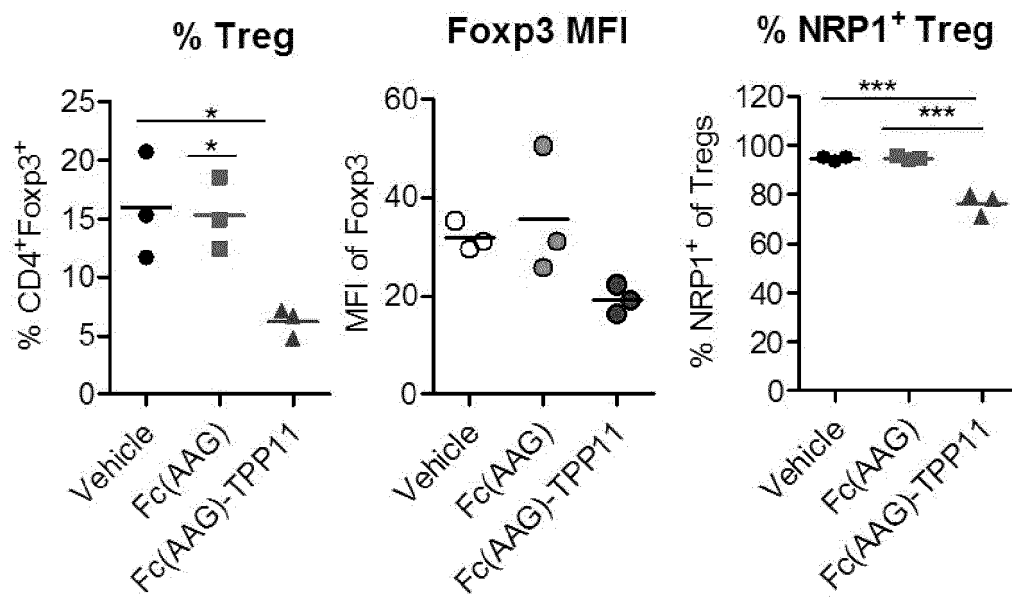 % Treg
% CD4⁺Foxp3⁺
25
20
15
10
5
0
*
*
Vehicle
Fc(AAG)
Fc(AAG)-TPP11
Foxp3 MFI
MFI of Foxp3
60
40
20
0
Vehicle
Fc(AAG)
Fc(AAG)-TPP11
% NRP1⁺ Treg
% NRP1⁺ of Tregs
120
100
80
60
40
20
0
***
***
Vehicle
Fc(AAG)
Fc(AAG)-TPP11